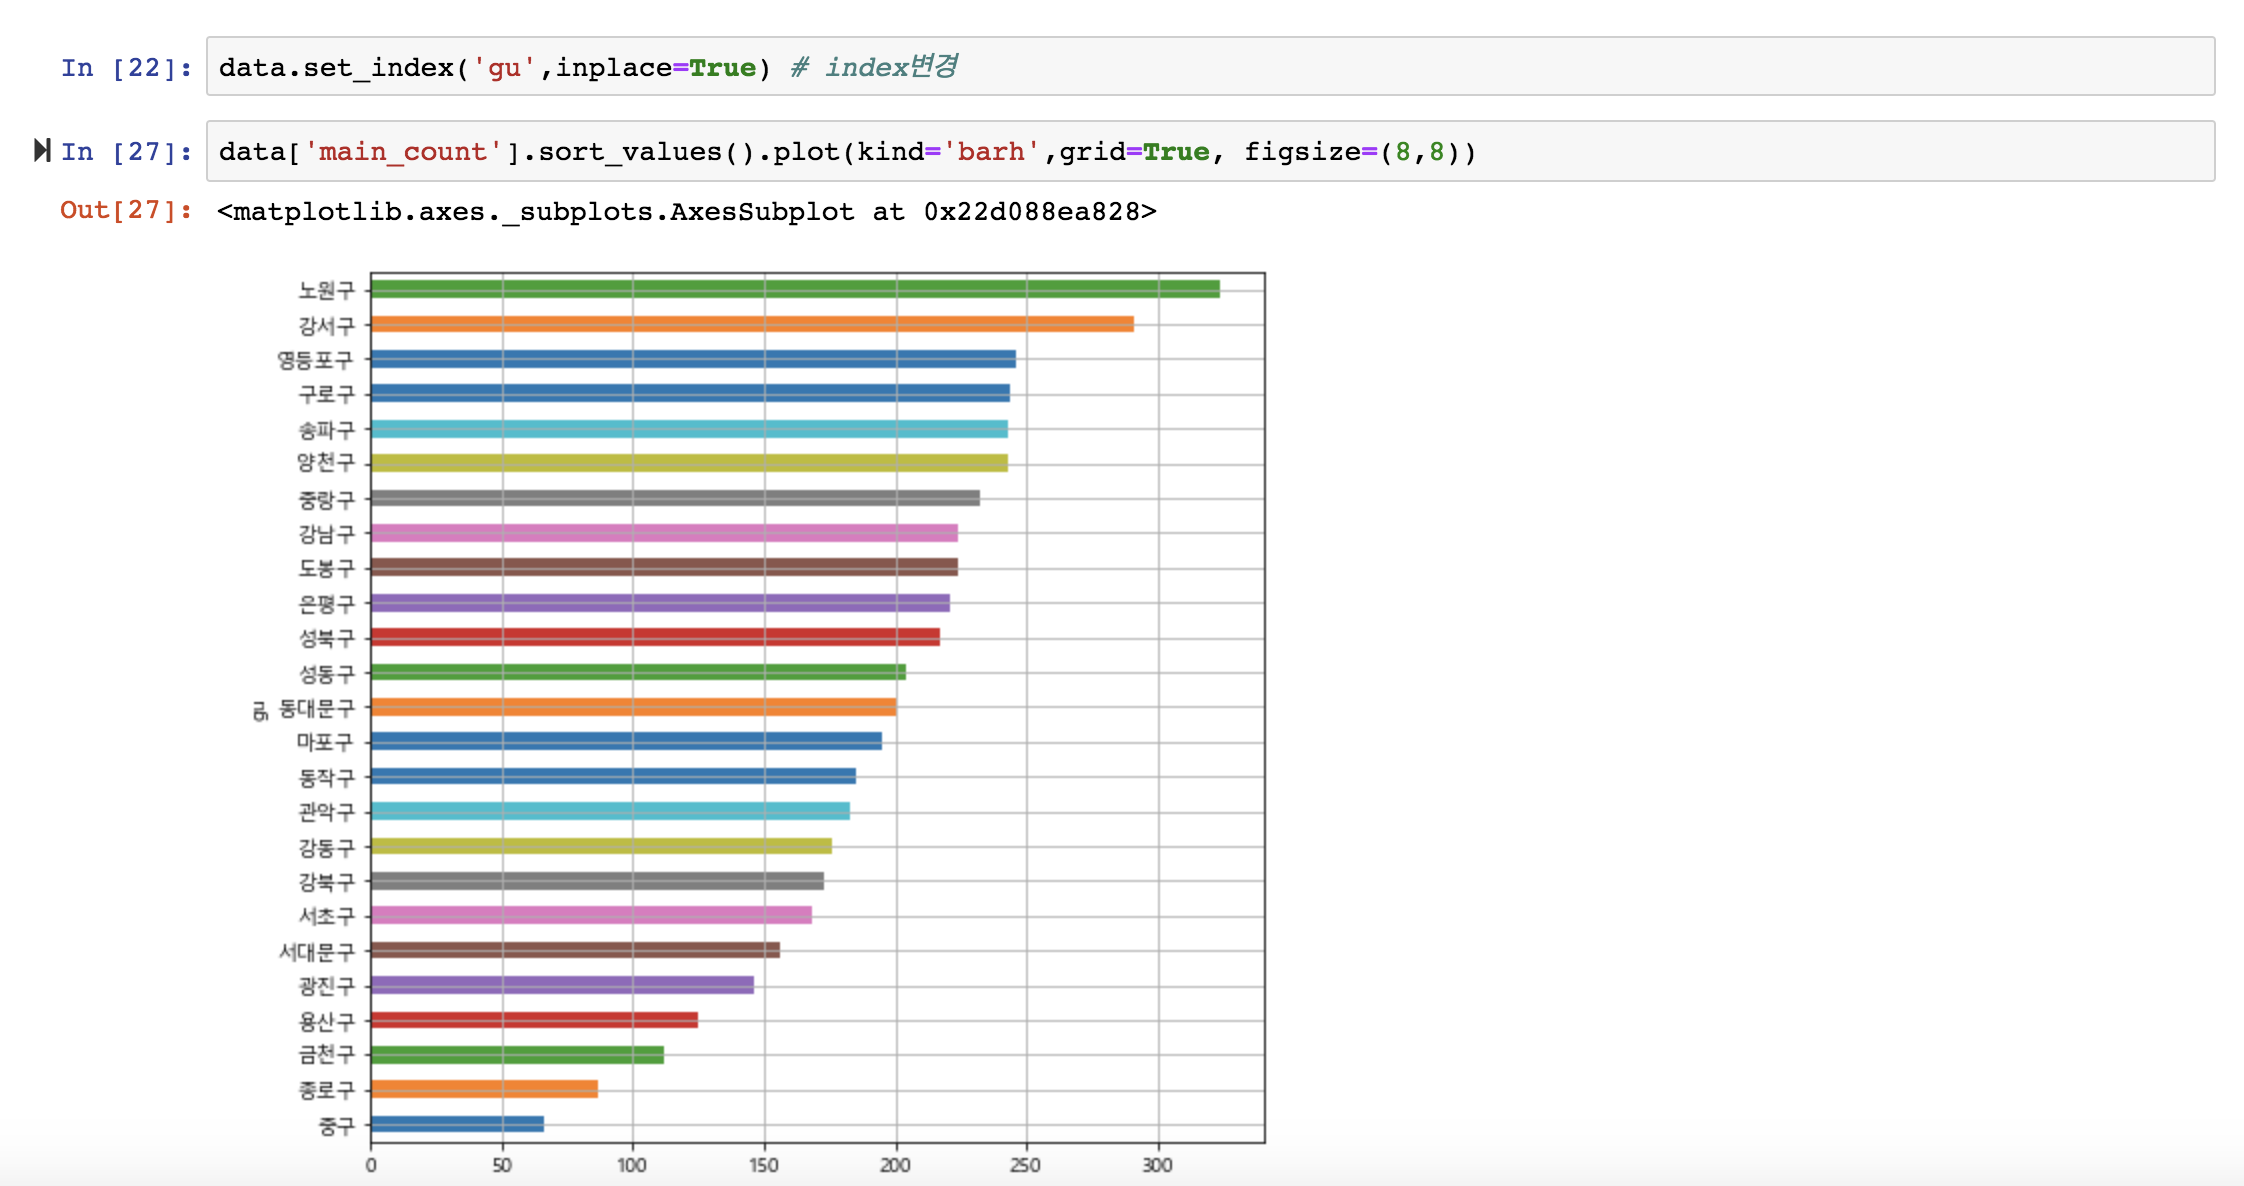 In [22]: data.set_index('gu',inplace=True) # index변경
In [27]: data['main_count'].sort_values().plot(kind='barh',grid=True, figsize=(8,8))
Out[27]: <matplotlib.axes._subplots.AxesSubplot at 0x22d088ea828>
노원구
강서구
영등포구
구로구
송파구
양천구
중랑구
강남구
도봉구
은평구
성북구
성동구
gu
동대문구
마포구
동작구
관악구
강동구
강북구
서초구
서대문구
광진구
용산구
금천구
종로구
중구
0 50 100 150 200 250 300